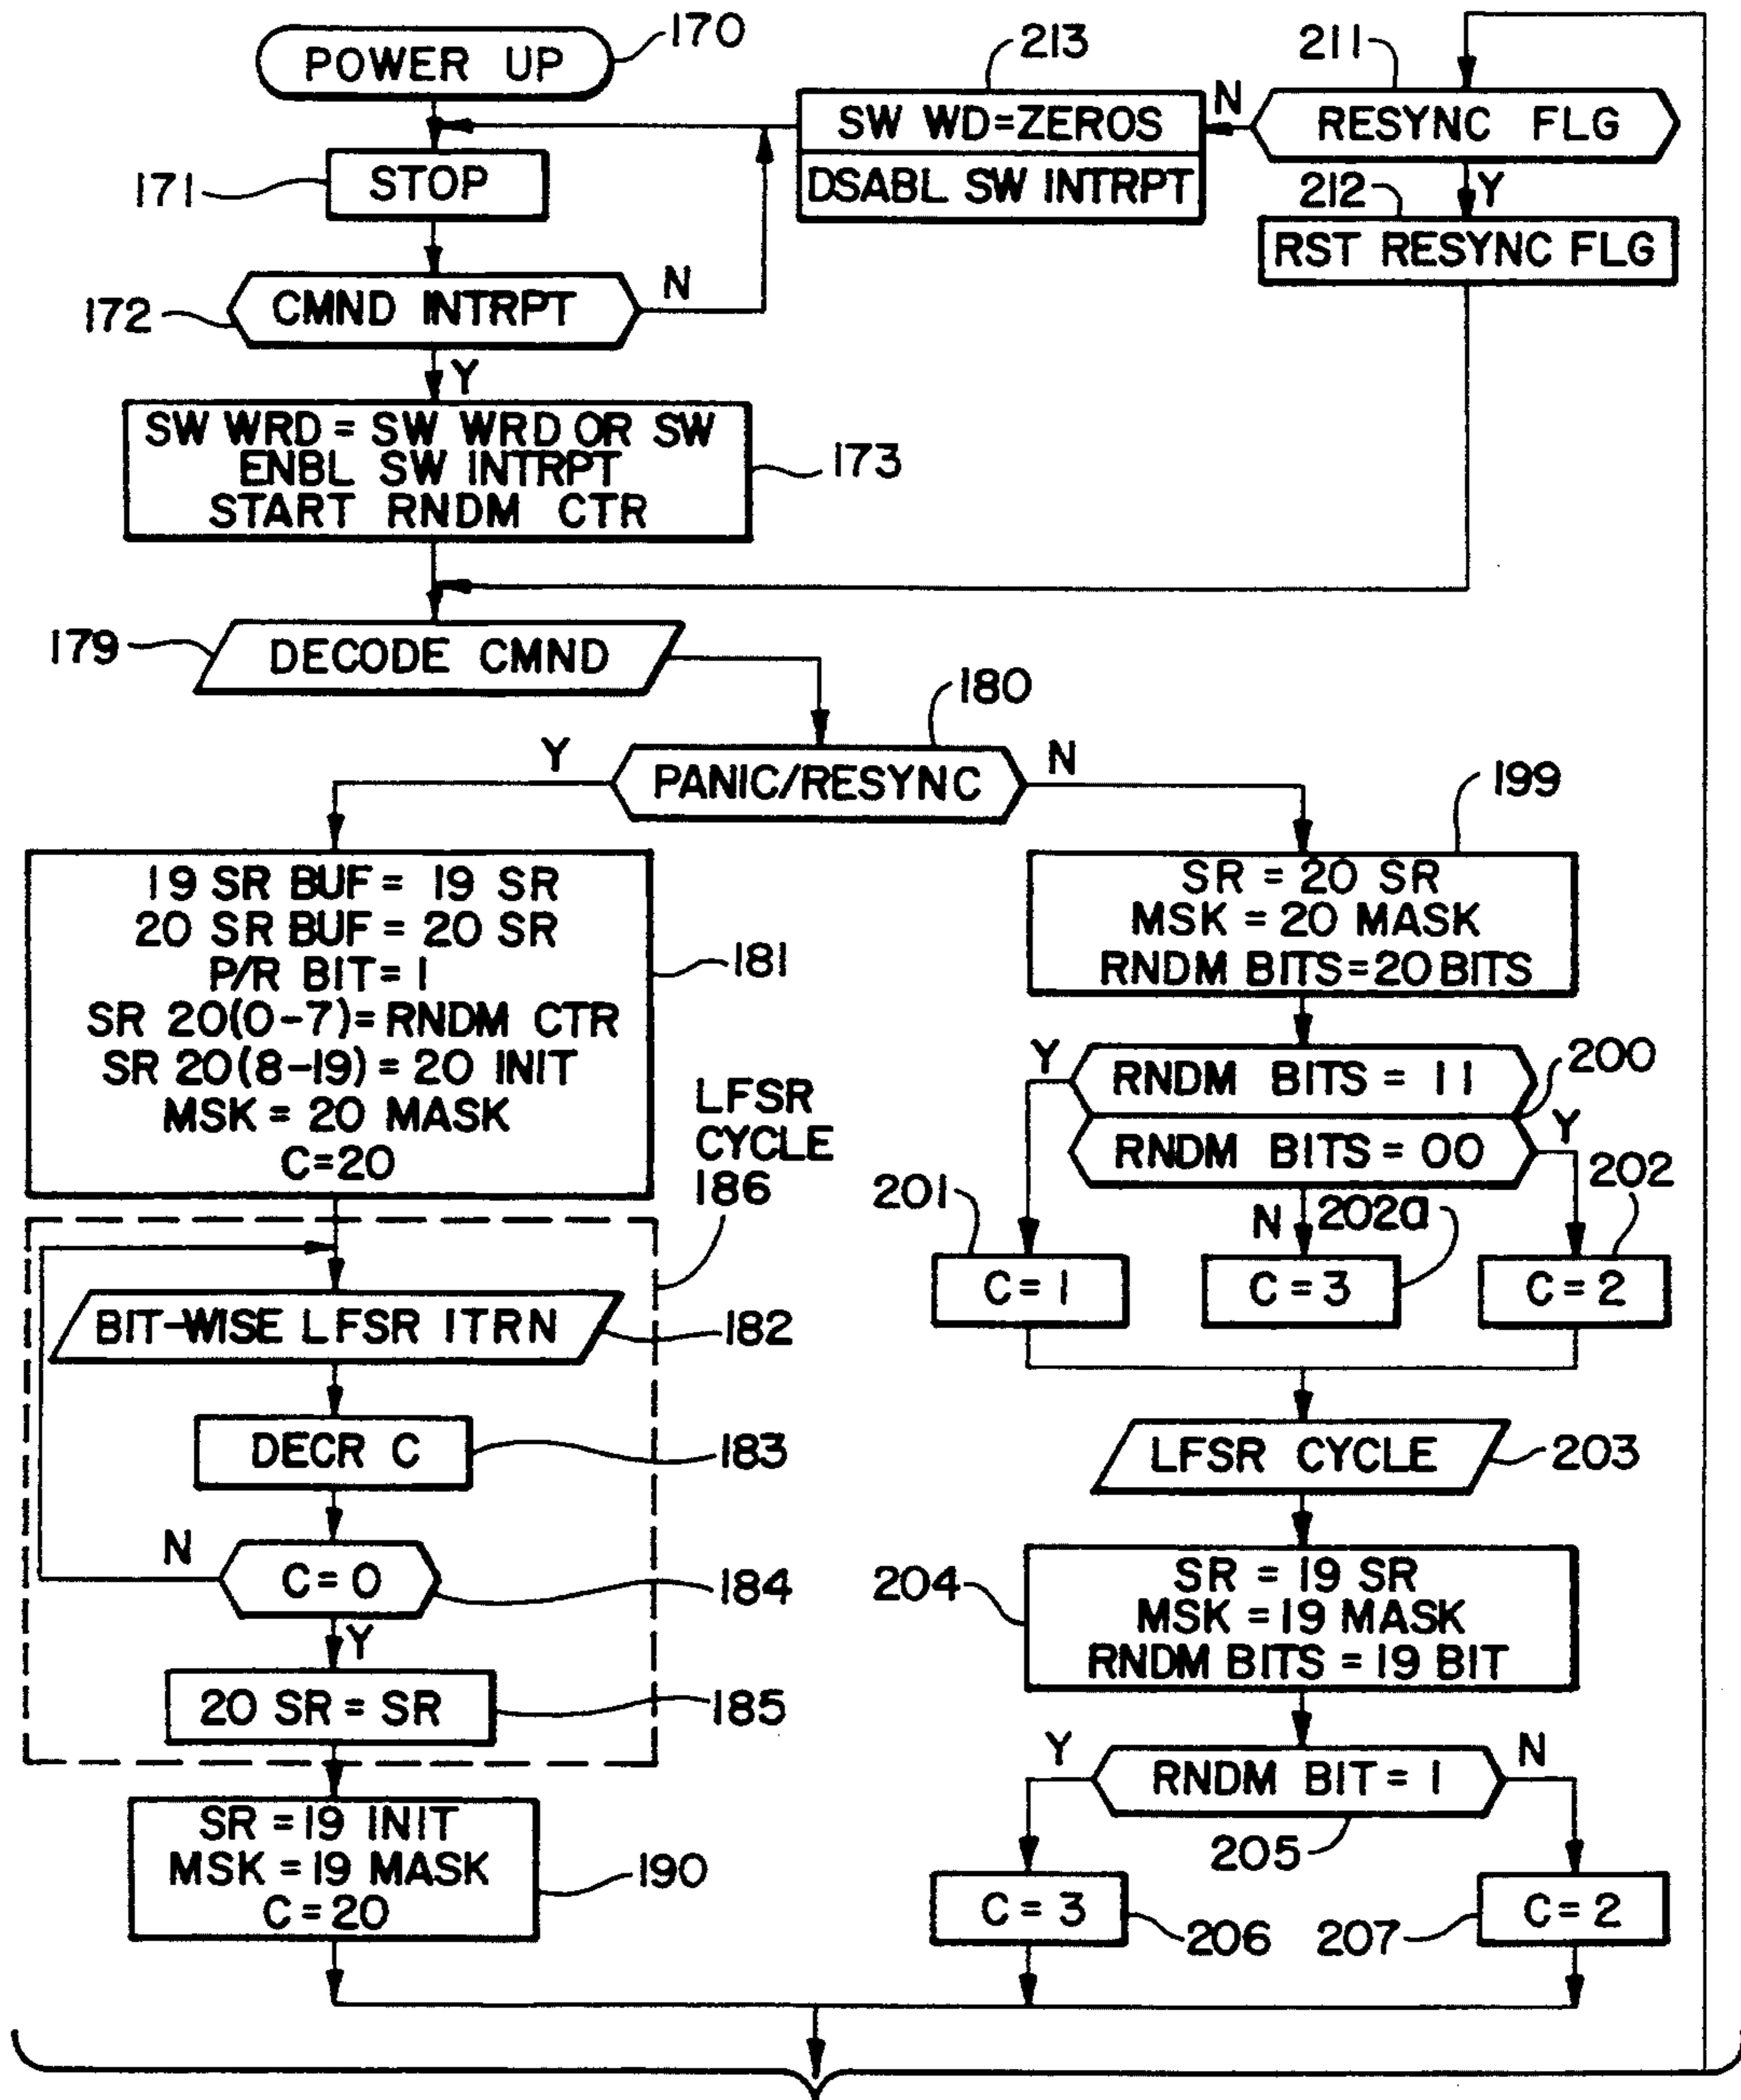 POWER UP
170
213
211
SW WD=ZEROS
N
RESYNC FLG
171
STOP
DSABL SW INTRPT
212
Y
RST RESYNC FLG
172
CMND INTRPT
N
Y
SW WRD = SW WRD OR SW
ENBL SW INTRPT
START RNDM CTR
173
179
DECODE CMND
180
Y
PANIC/RESYNC
N
199
19 SR BUF = 19 SR
20 SR BUF = 20 SR
P/R BIT = 1
SR 20(0-7)= RNDM CTR
SR 20(8-19) = 20 INIT
MSK = 20 MASK
C=20
181
SR = 20 SR
MSK = 20 MASK
RNDM BITS=20 BITS
LFSR
CYCLE
186
Y
RNDM BITS = 11
200
RNDM BITS = 00
Y
201
N
202a
202
C = 1
C = 3
C = 2
BIT-WISE LFSR ITRN
182
DECR C
183
LFSR CYCLE
203
N
C = 0
184
Y
204
SR = 19 SR
MSK = 19 MASK
RNDM BITS = 19 BIT
20 SR = SR
185
Y
RNDM BIT = 1
N
205
SR = 19 INIT
MSK = 19 MASK
C = 20
190
C = 3
206
207
C = 2